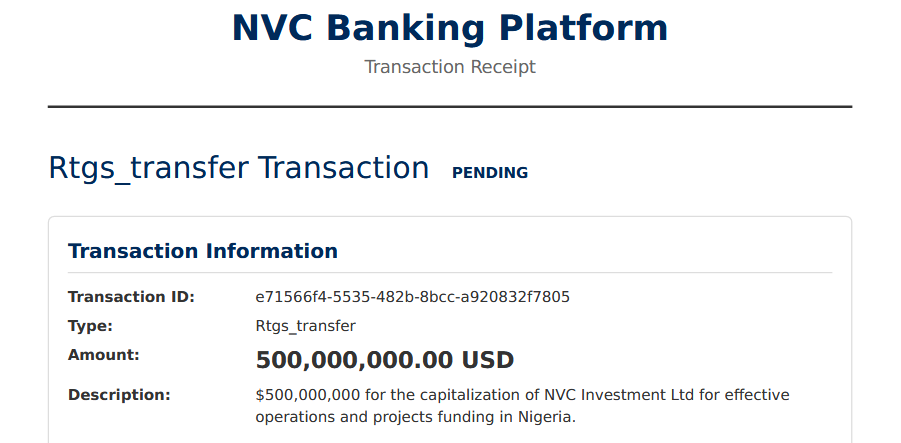 NVC Banking Platform
Transaction Receipt
Rtgs_transfer Transaction PENDING
Transaction Information
Transaction ID: e71566f4-5535-482b-8bcc-a920832f7805
Type: Rtgs_transfer
Amount: 500,000,000.00 USD
Description: $500,000,000 for the capitalization of NVC Investment Ltd for effective
operations and projects funding in Nigeria.